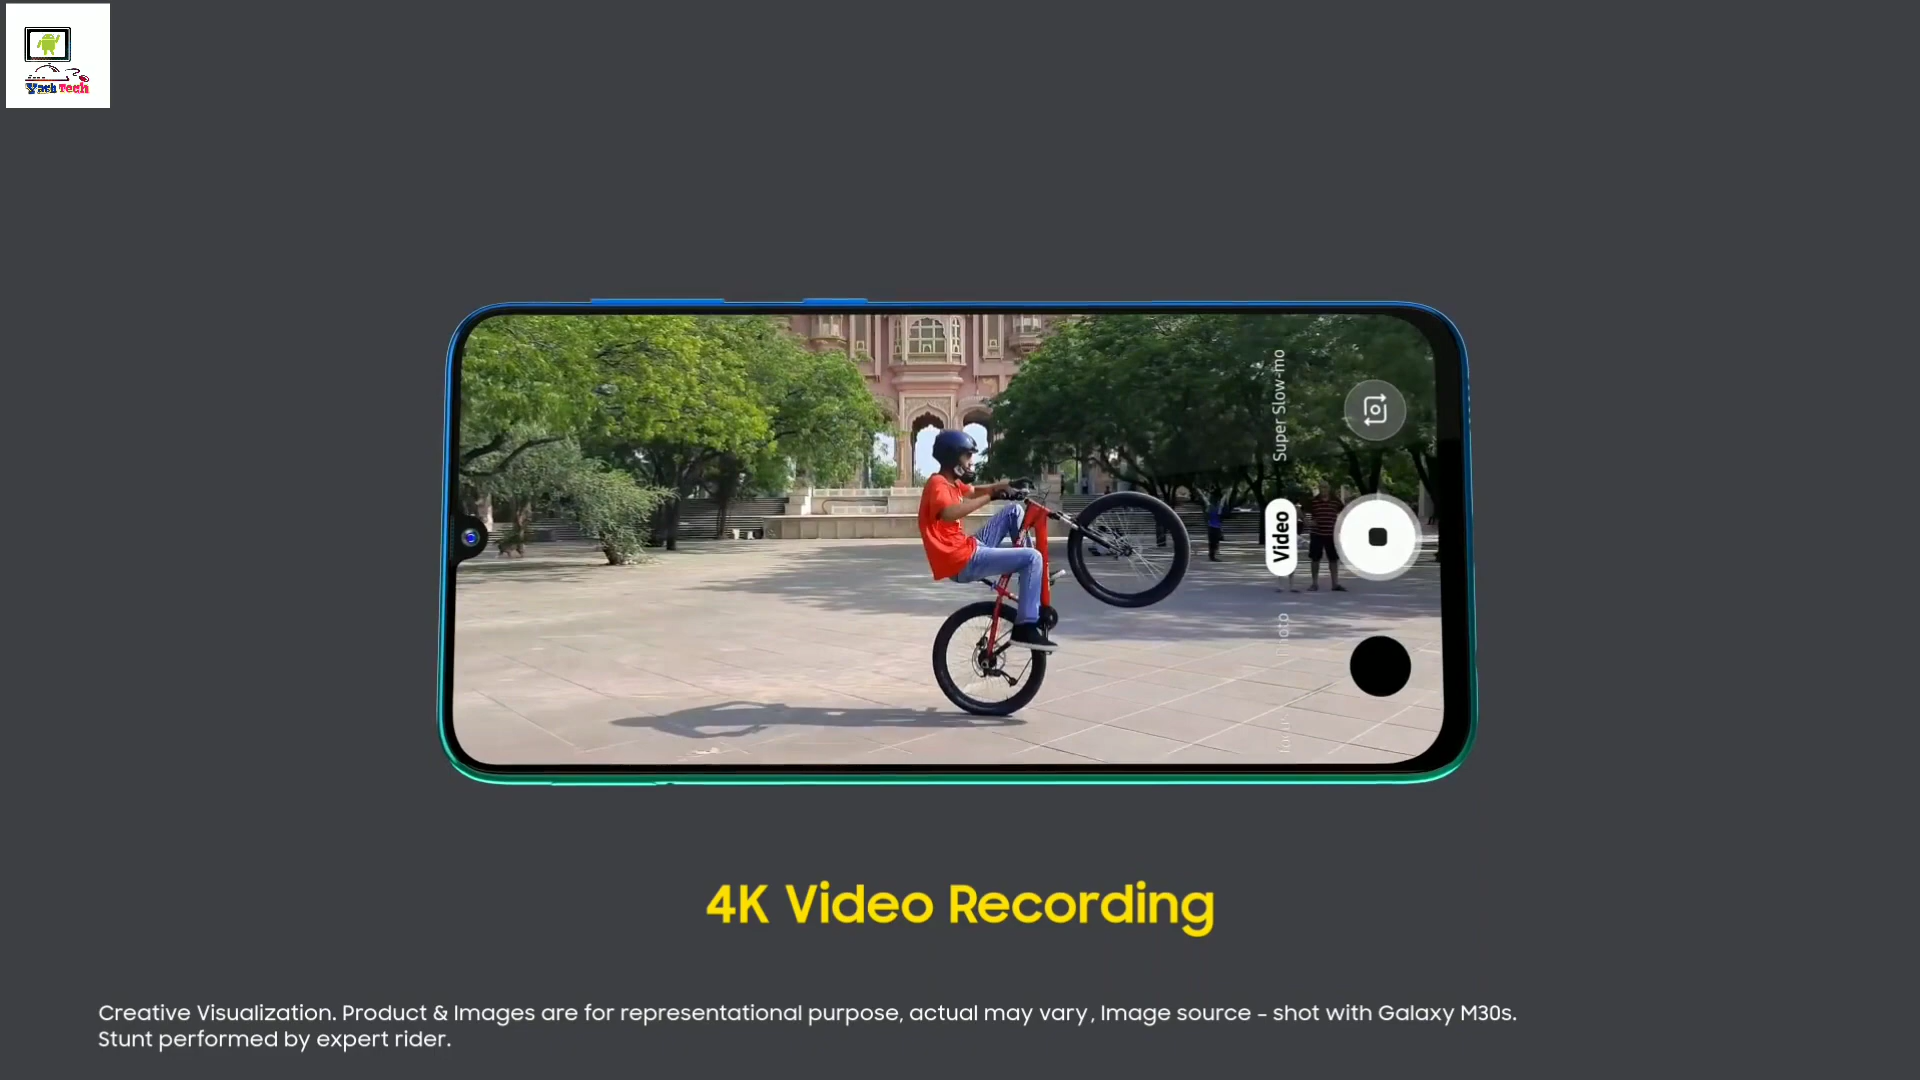 Yash Tech
Super Slow-mo
Video
Photo
4K Video Recording
Creative Visualization. Product & Images are for representational purpose, actual may vary, Image source - shot with Galaxy M30s.
Stunt performed by expert rider.